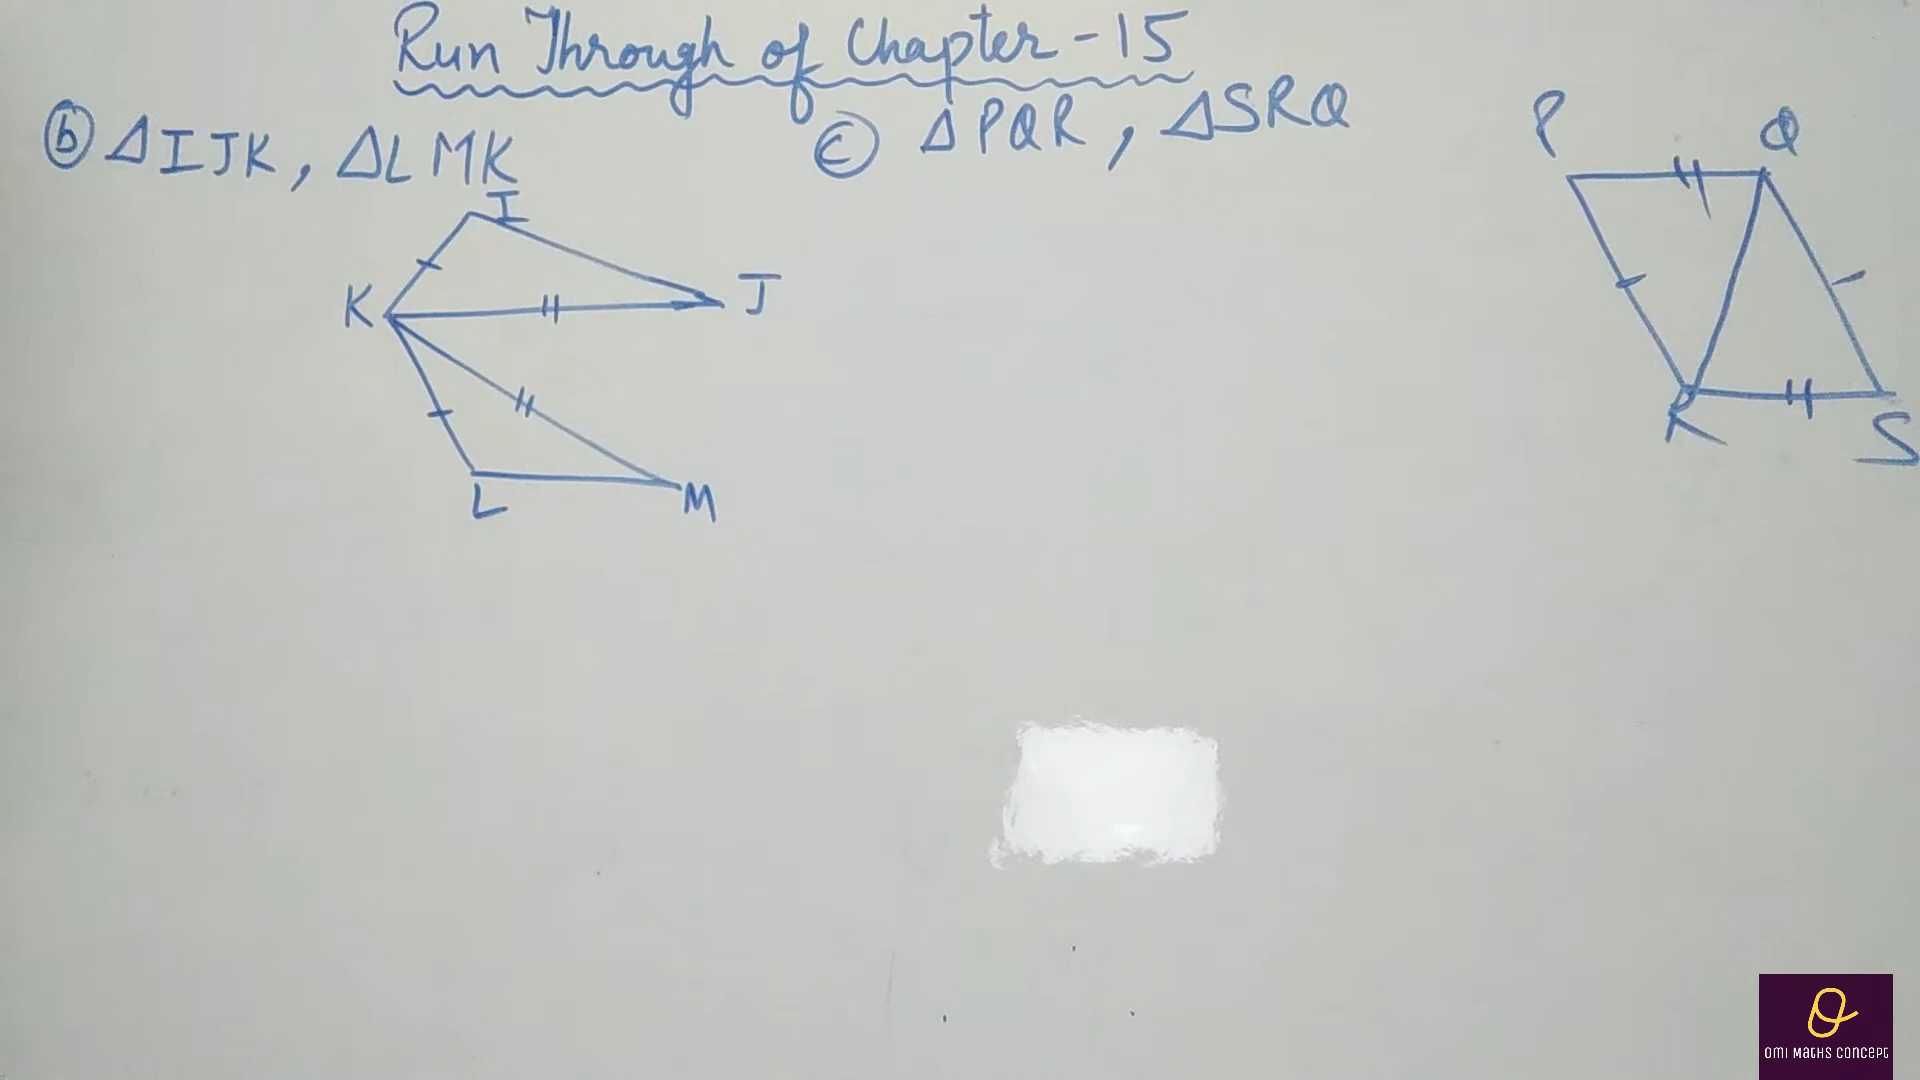 Run Through of Chapter - 15
b ΔIJK, ΔLMK
c ΔPQR, ΔSRQ
P Q
I
K J
R S
L M
OMI MATHS CONCEPT